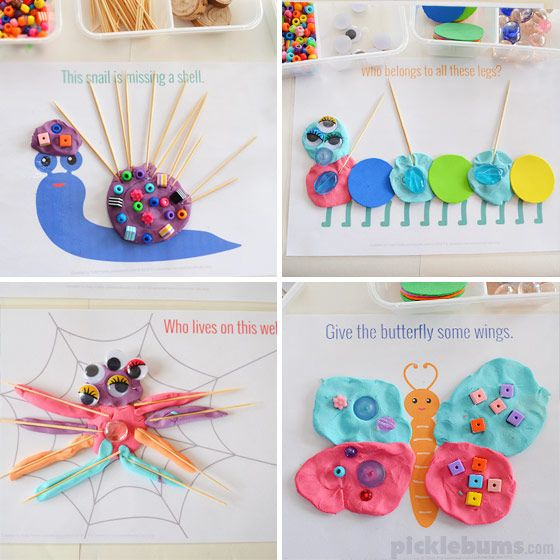 This snail is missing a shell.
Who belongs to all these legs?
Who lives on this we
Give the butterfly some wings.
picklebums.com